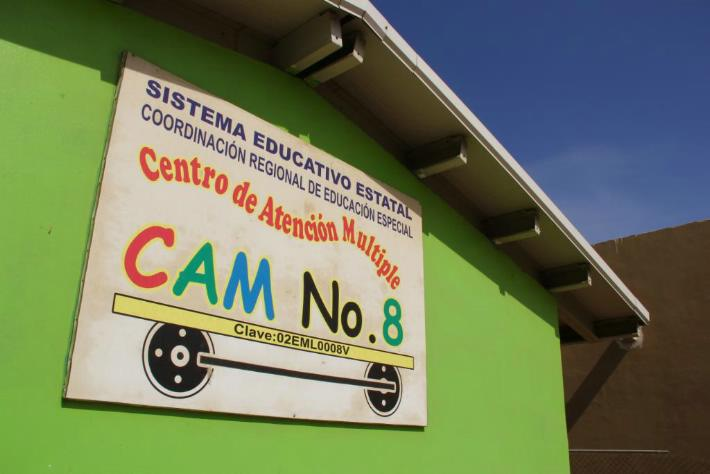 SISTEMA EDUCATIVO ESTATAL
COORDINACIÓN REGIONAL DE EDUCACIÓN ESPECIAL
Centro de Atención Multiple
CAM No.8
Clave:02EML0008V